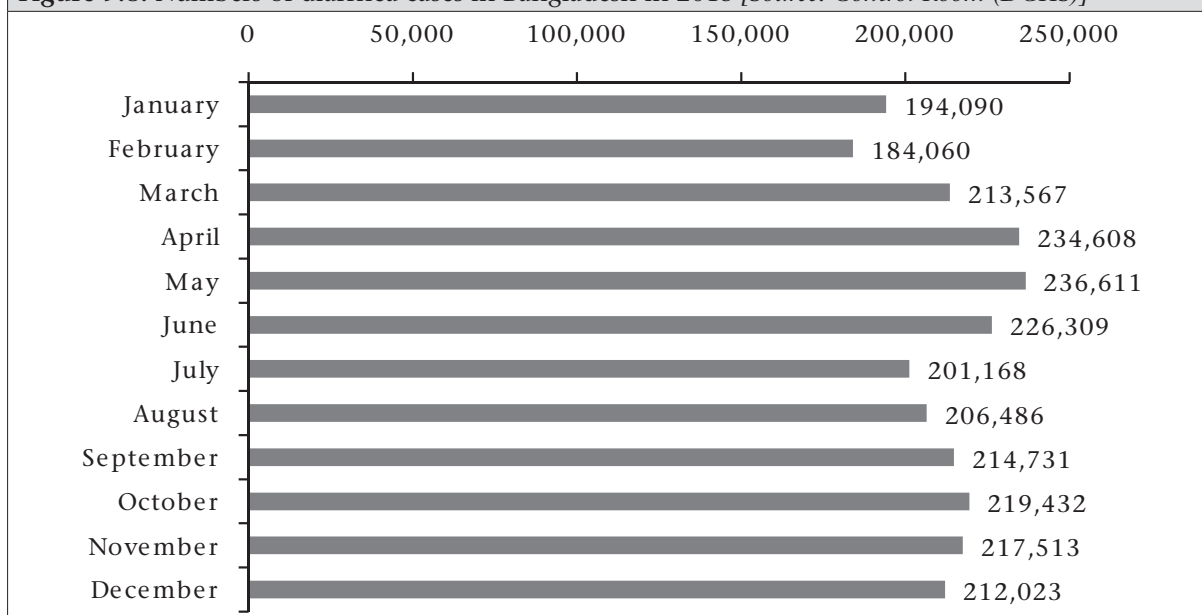 0 50,000 100,000 150,000 200,000 250,000
January 194,090
February 184,060
March 213,567
April 234,608
May 236,611
June 226,309
July 201,168
August 206,486
September 214,731
October 219,432
November 217,513
December 212,023